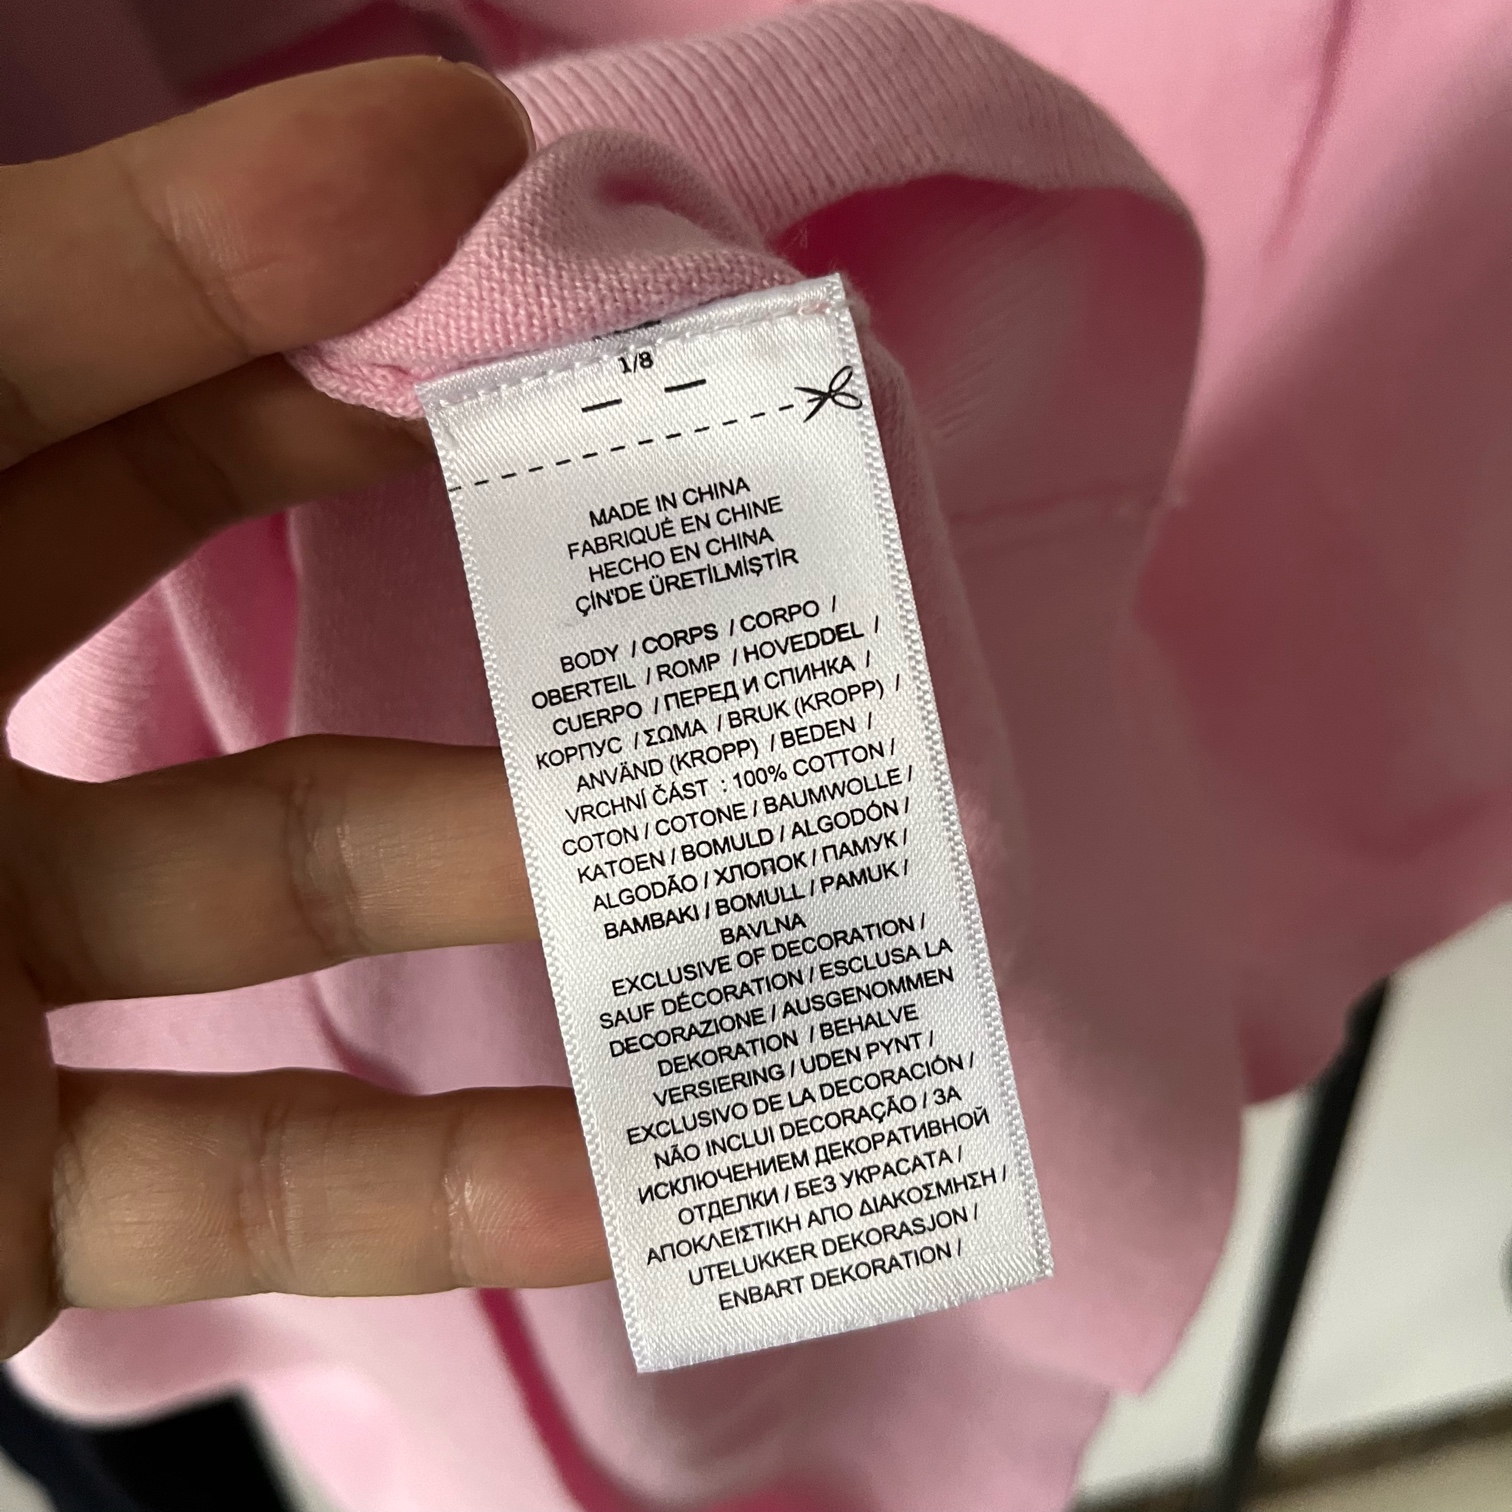 1/8
MADE IN CHINA
FABRIQUÉ EN CHINE
HECHO EN CHINA
ÇİN'DE ÜRETİLMİŞTİR
BODY / CORPS / CORPO /
OBERTEIL / ROMP / HOVEDDEL /
CUERPO / ПЕРЕД И СПИНКА /
КОРПУС / ΣΩΜΑ / BRUK (KROPP) /
ANVÄND (KROPP) / BEDEN /
VRCHNÍ ČÁST : 100% COTTON /
COTON / COTONE / BAUMWOLLE /
KATOEN / BOMULD / ALGODÓN /
ALGODÃO / ХЛОПОК / ПАМУК /
BAMBAKI / BOMULL / PAMUK /
BAVLNA
EXCLUSIVE OF DECORATION /
SAUF DÉCORATION / ESCLUSA LA
DECORAZIONE / AUSGENOMMEN
DEKORATION / BEHALVE
VERSIERING / UDEN PYNT /
EXCLUSIVO DE LA DECORACIÓN /
NÃO INCLUI DECORAÇÃO / ЗА
ИСКЛЮЧЕНИЕМ ДЕКОРАТИВНОЙ
ОТДЕЛКИ / БЕЗ УКРАСАТА /
ΑΠΟΚΛΕΙΣΤΙΚΗ ΑΠΟ ΔΙΑΚΟΣΜΗΣΗ /
UTELUKKER DEKORASJON /
ENBART DEKORATION /